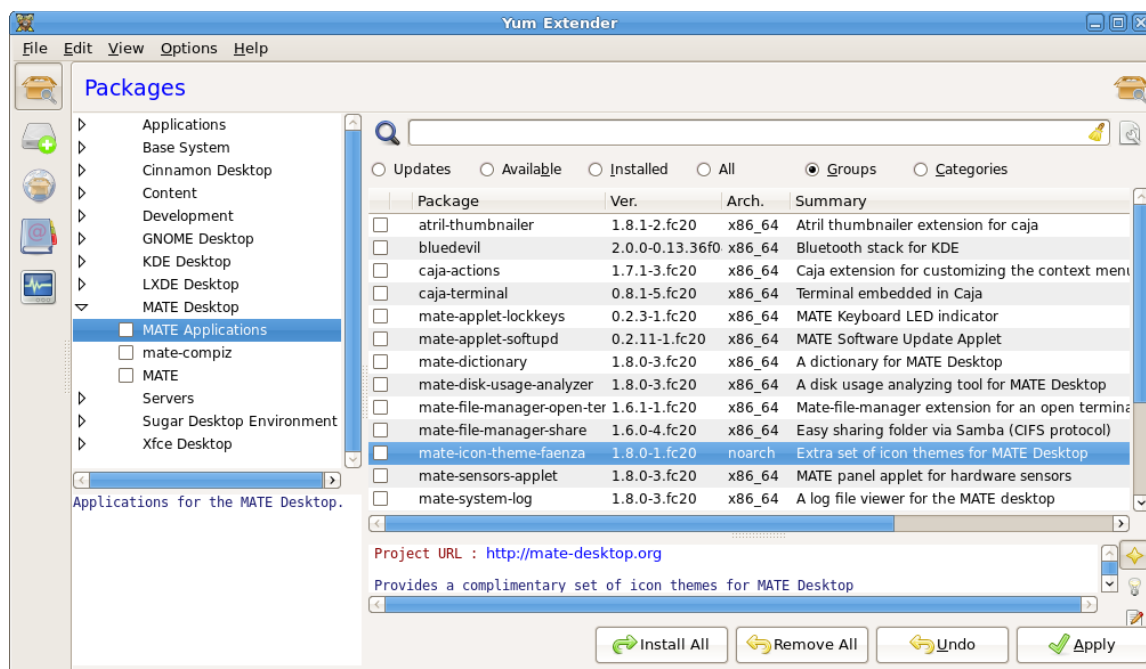 Yum Extender
File Edit View Options Help
Packages
Applications
Base System
Cinnamon Desktop
Content
Development
GNOME Desktop
KDE Desktop
LXDE Desktop
MATE Desktop
MATE Applications
mate-compiz
MATE
Servers
Sugar Desktop Environment
Xfce Desktop
Applications for the MATE Desktop.
Updates Available Installed All Groups Categories
Package Ver. Arch. Summary
atril-thumbnailer 1.8.1-2.fc20 x86_64 Atril thumbnailer extension for caja
bluedevil 2.0.0-0.13.36f0 x86_64 Bluetooth stack for KDE
caja-actions 1.7.1-3.fc20 x86_64 Caja extension for customizing the context menu
caja-terminal 0.8.1-5.fc20 x86_64 Terminal embedded in Caja
mate-applet-lockkeys 0.2.3-1.fc20 x86_64 MATE Keyboard LED indicator
mate-applet-softupd 0.2.11-1.fc20 x86_64 MATE Software Update Applet
mate-dictionary 1.8.0-3.fc20 x86_64 A dictionary for MATE Desktop
mate-disk-usage-analyzer 1.8.0-3.fc20 x86_64 A disk usage analyzing tool for MATE Desktop
mate-file-manager-open-ter 1.6.1-1.fc20 x86_64 Mate-file-manager extension for an open termina
mate-file-manager-share 1.6.0-4.fc20 x86_64 Easy sharing folder via Samba (CIFS protocol)
mate-icon-theme-faenza 1.8.0-1.fc20 noarch Extra set of icon themes for MATE Desktop
mate-sensors-applet 1.8.0-3.fc20 x86_64 MATE panel applet for hardware sensors
mate-system-log 1.8.0-3.fc20 x86_64 A log file viewer for the MATE desktop
Project URL : http://mate-desktop.org
Provides a complimentary set of icon themes for MATE Desktop
Install All Remove All Undo Apply